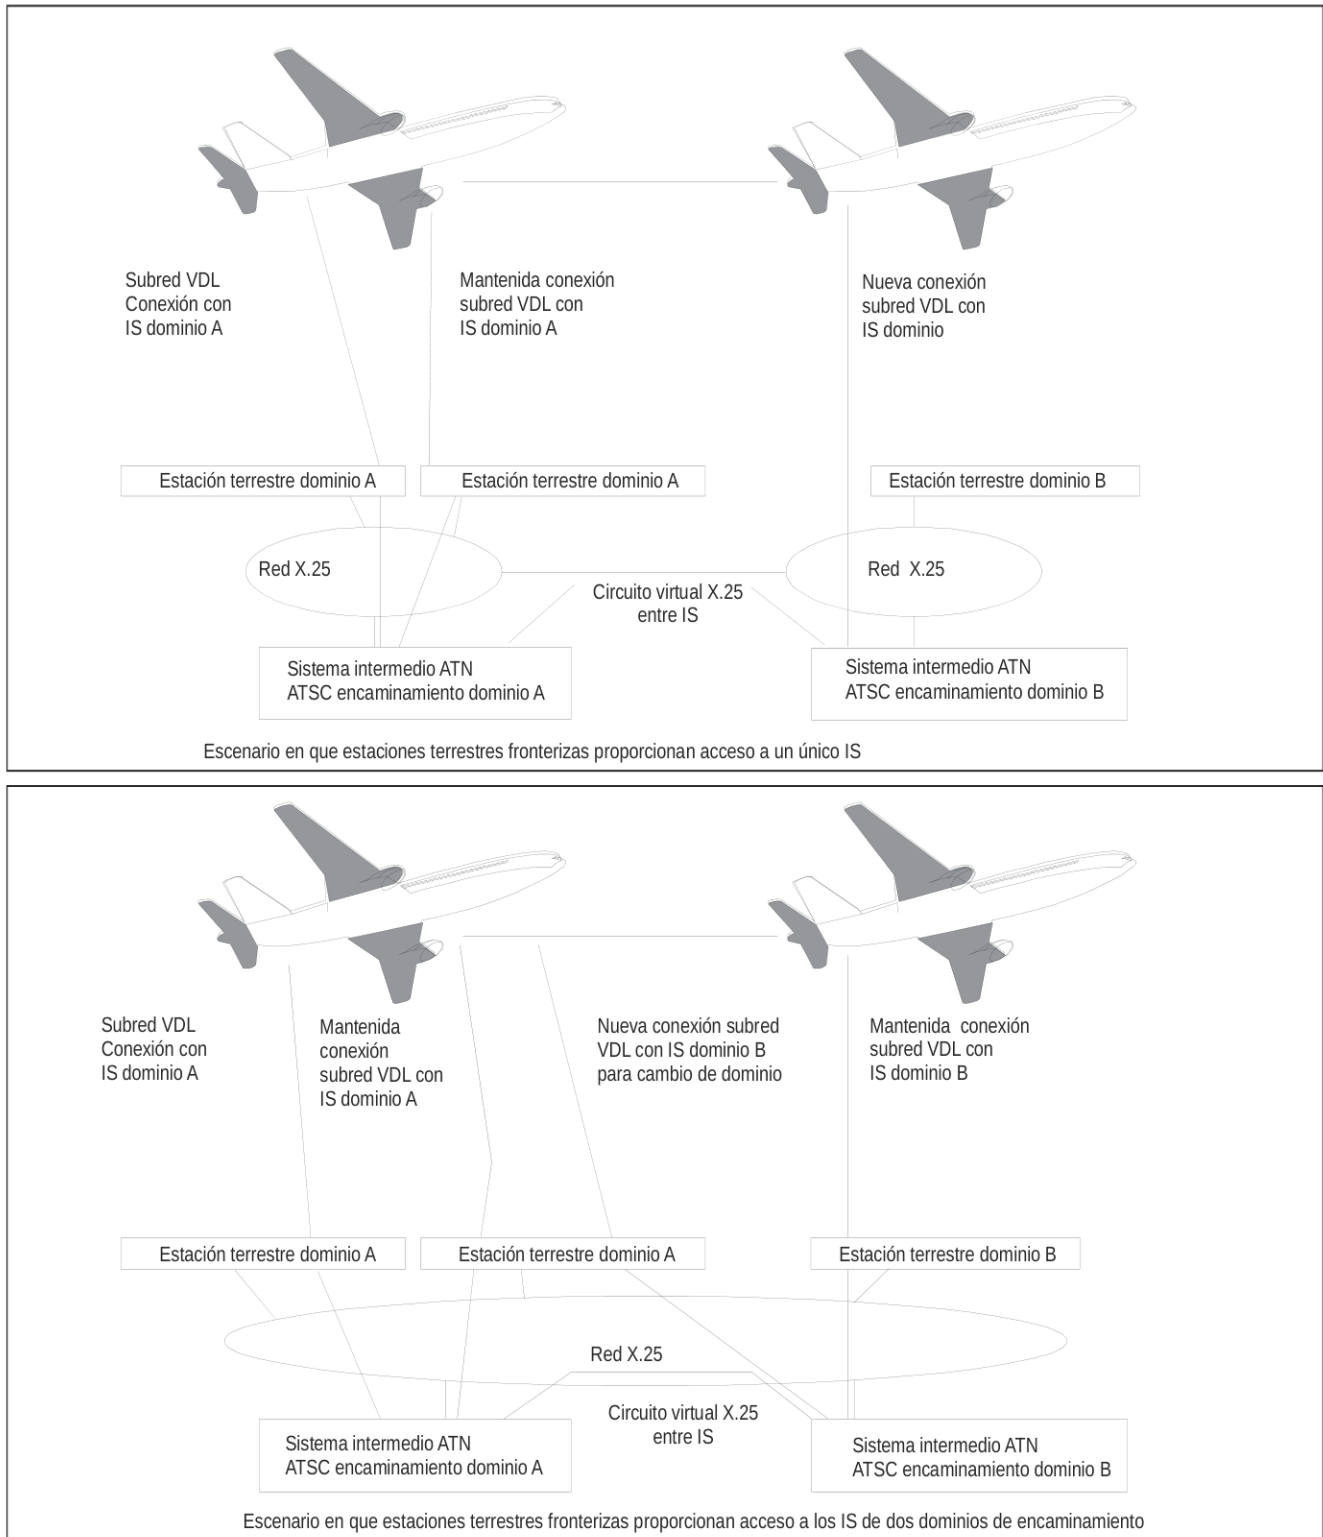 Subred VDL
Conexión con
IS dominio A
Mantenida conexión
subred VDL con
IS dominio A
Nueva conexión
subred VDL con
IS dominio
Estación terrestre dominio A
Estación terrestre dominio A
Estación terrestre dominio B
Red X.25
Red X.25
Circuito virtual X.25
entre IS
Sistema intermedio ATN
ATSC encaminamiento dominio A
Sistema intermedio ATN
ATSC encaminamiento dominio B
Escenario en que estaciones terrestres fronterizas proporcionan acceso a un único IS
Subred VDL
Conexión con
IS dominio A
Mantenida
conexión
subred VDL con
IS dominio A
Nueva conexión subred
VDL con IS dominio B
para cambio de dominio
Mantenida conexión
subred VDL con
IS dominio B
Estación terrestre dominio A
Estación terrestre dominio A
Estación terrestre dominio B
Red X.25
Circuito virtual X.25
entre IS
Sistema intermedio ATN
ATSC encaminamiento dominio A
Sistema intermedio ATN
ATSC encaminamiento dominio B
Escenario en que estaciones terrestres fronterizas proporcionan acceso a los IS de dos dominios de encaminamiento